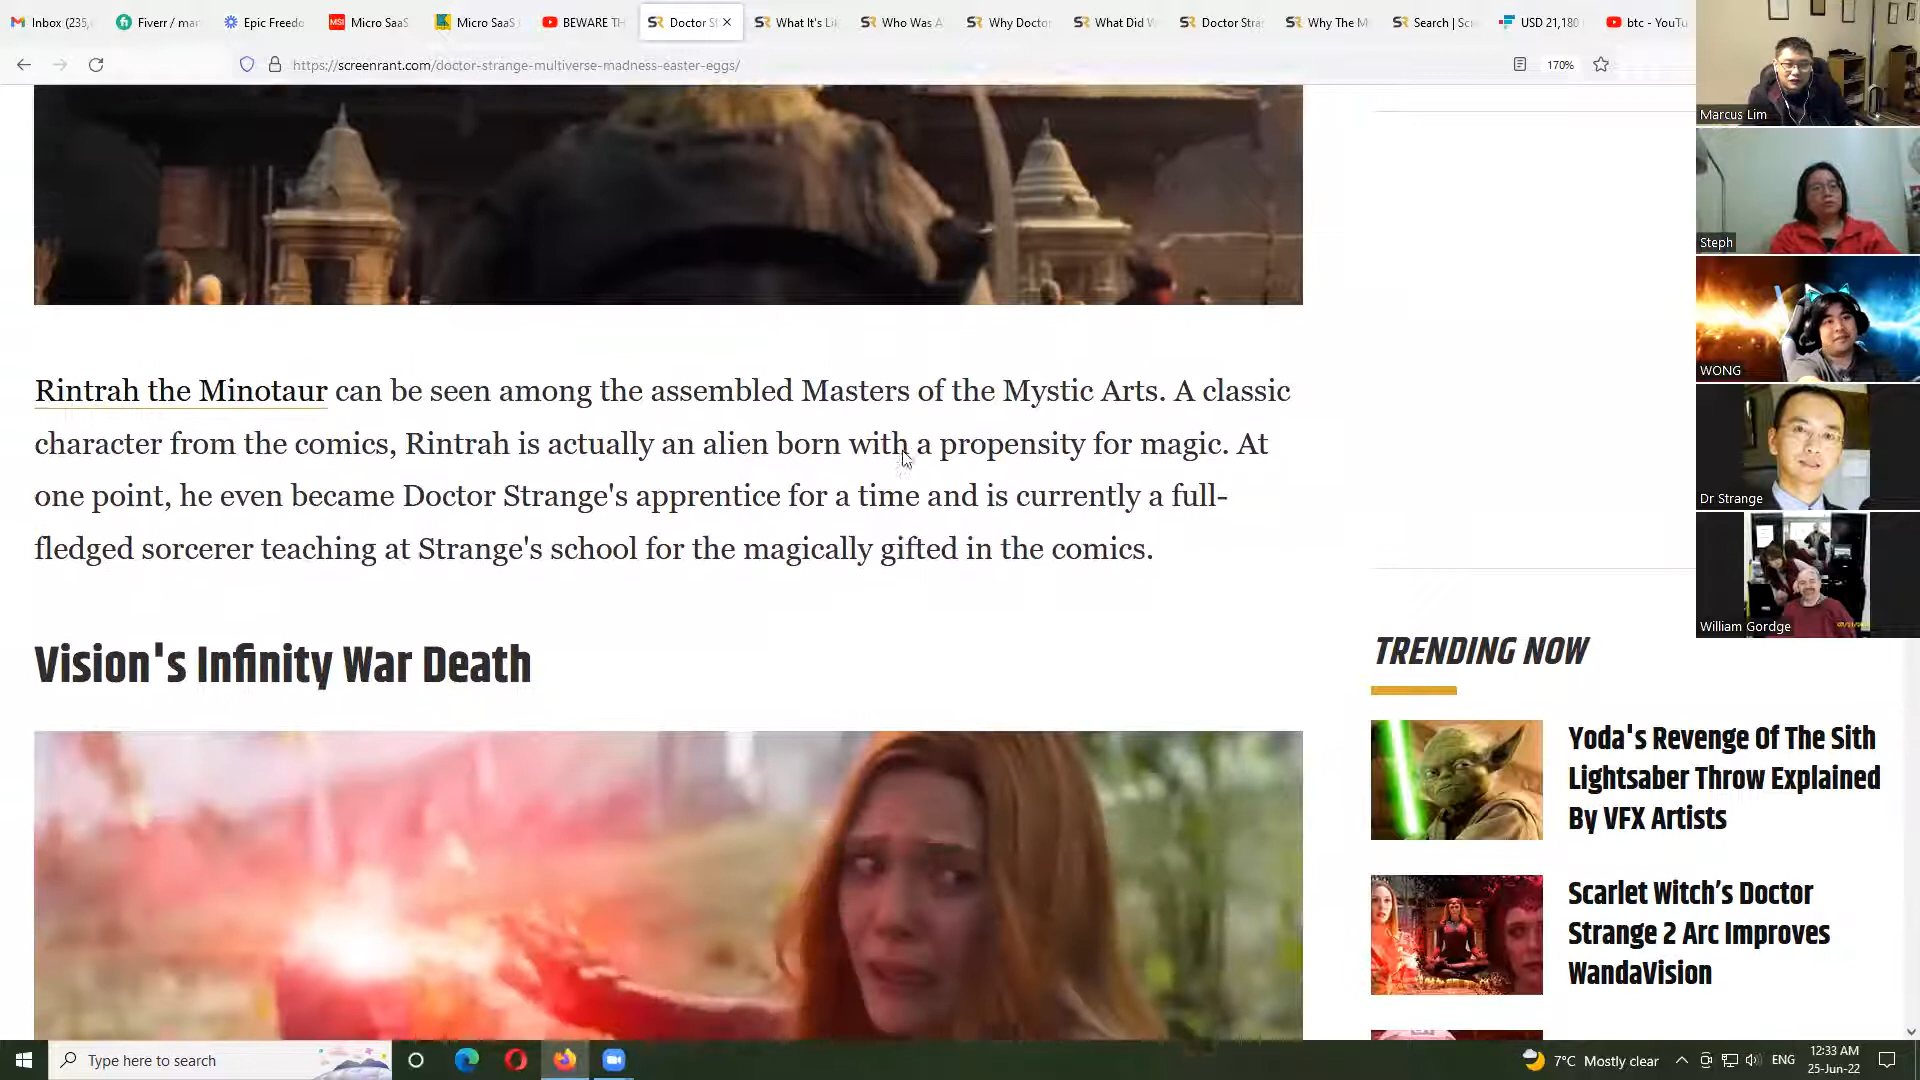 Inbox (235,
Fiverr / mar
Epic Freedo
MSI
Micro SaaS
Micro SaaS
BEWARE TH
Doctor S
What It's Li
Who Was A
Why Docto
What Did W
Doctor Stra
Why The M
Search | Sc
USD 21,180
btc - YouTu
https://screenrant.com/doctor-strange-multiverse-madness-easter-eggs/
170%
Rintrah the Minotaur can be seen among the assembled Masters of the Mystic Arts. A classic
character from the comics, Rintrah is actually an alien born with a propensity for magic. At
one point, he even became Doctor Strange's apprentice for a time and is currently a full-
fledged sorcerer teaching at Strange's school for the magically gifted in the comics.
Vision's Infinity War Death
TRENDING NOW
Yoda's Revenge Of The Sith
Lightsaber Throw Explained
By VFX Artists
Scarlet Witch’s Doctor
Strange 2 Arc Improves
WandaVision
Marcus Lim
Steph
WONG
Dr Strange
William Gordge
Type here to search
7°C Mostly clear
ENG
12:33 AM
25-Jun-22